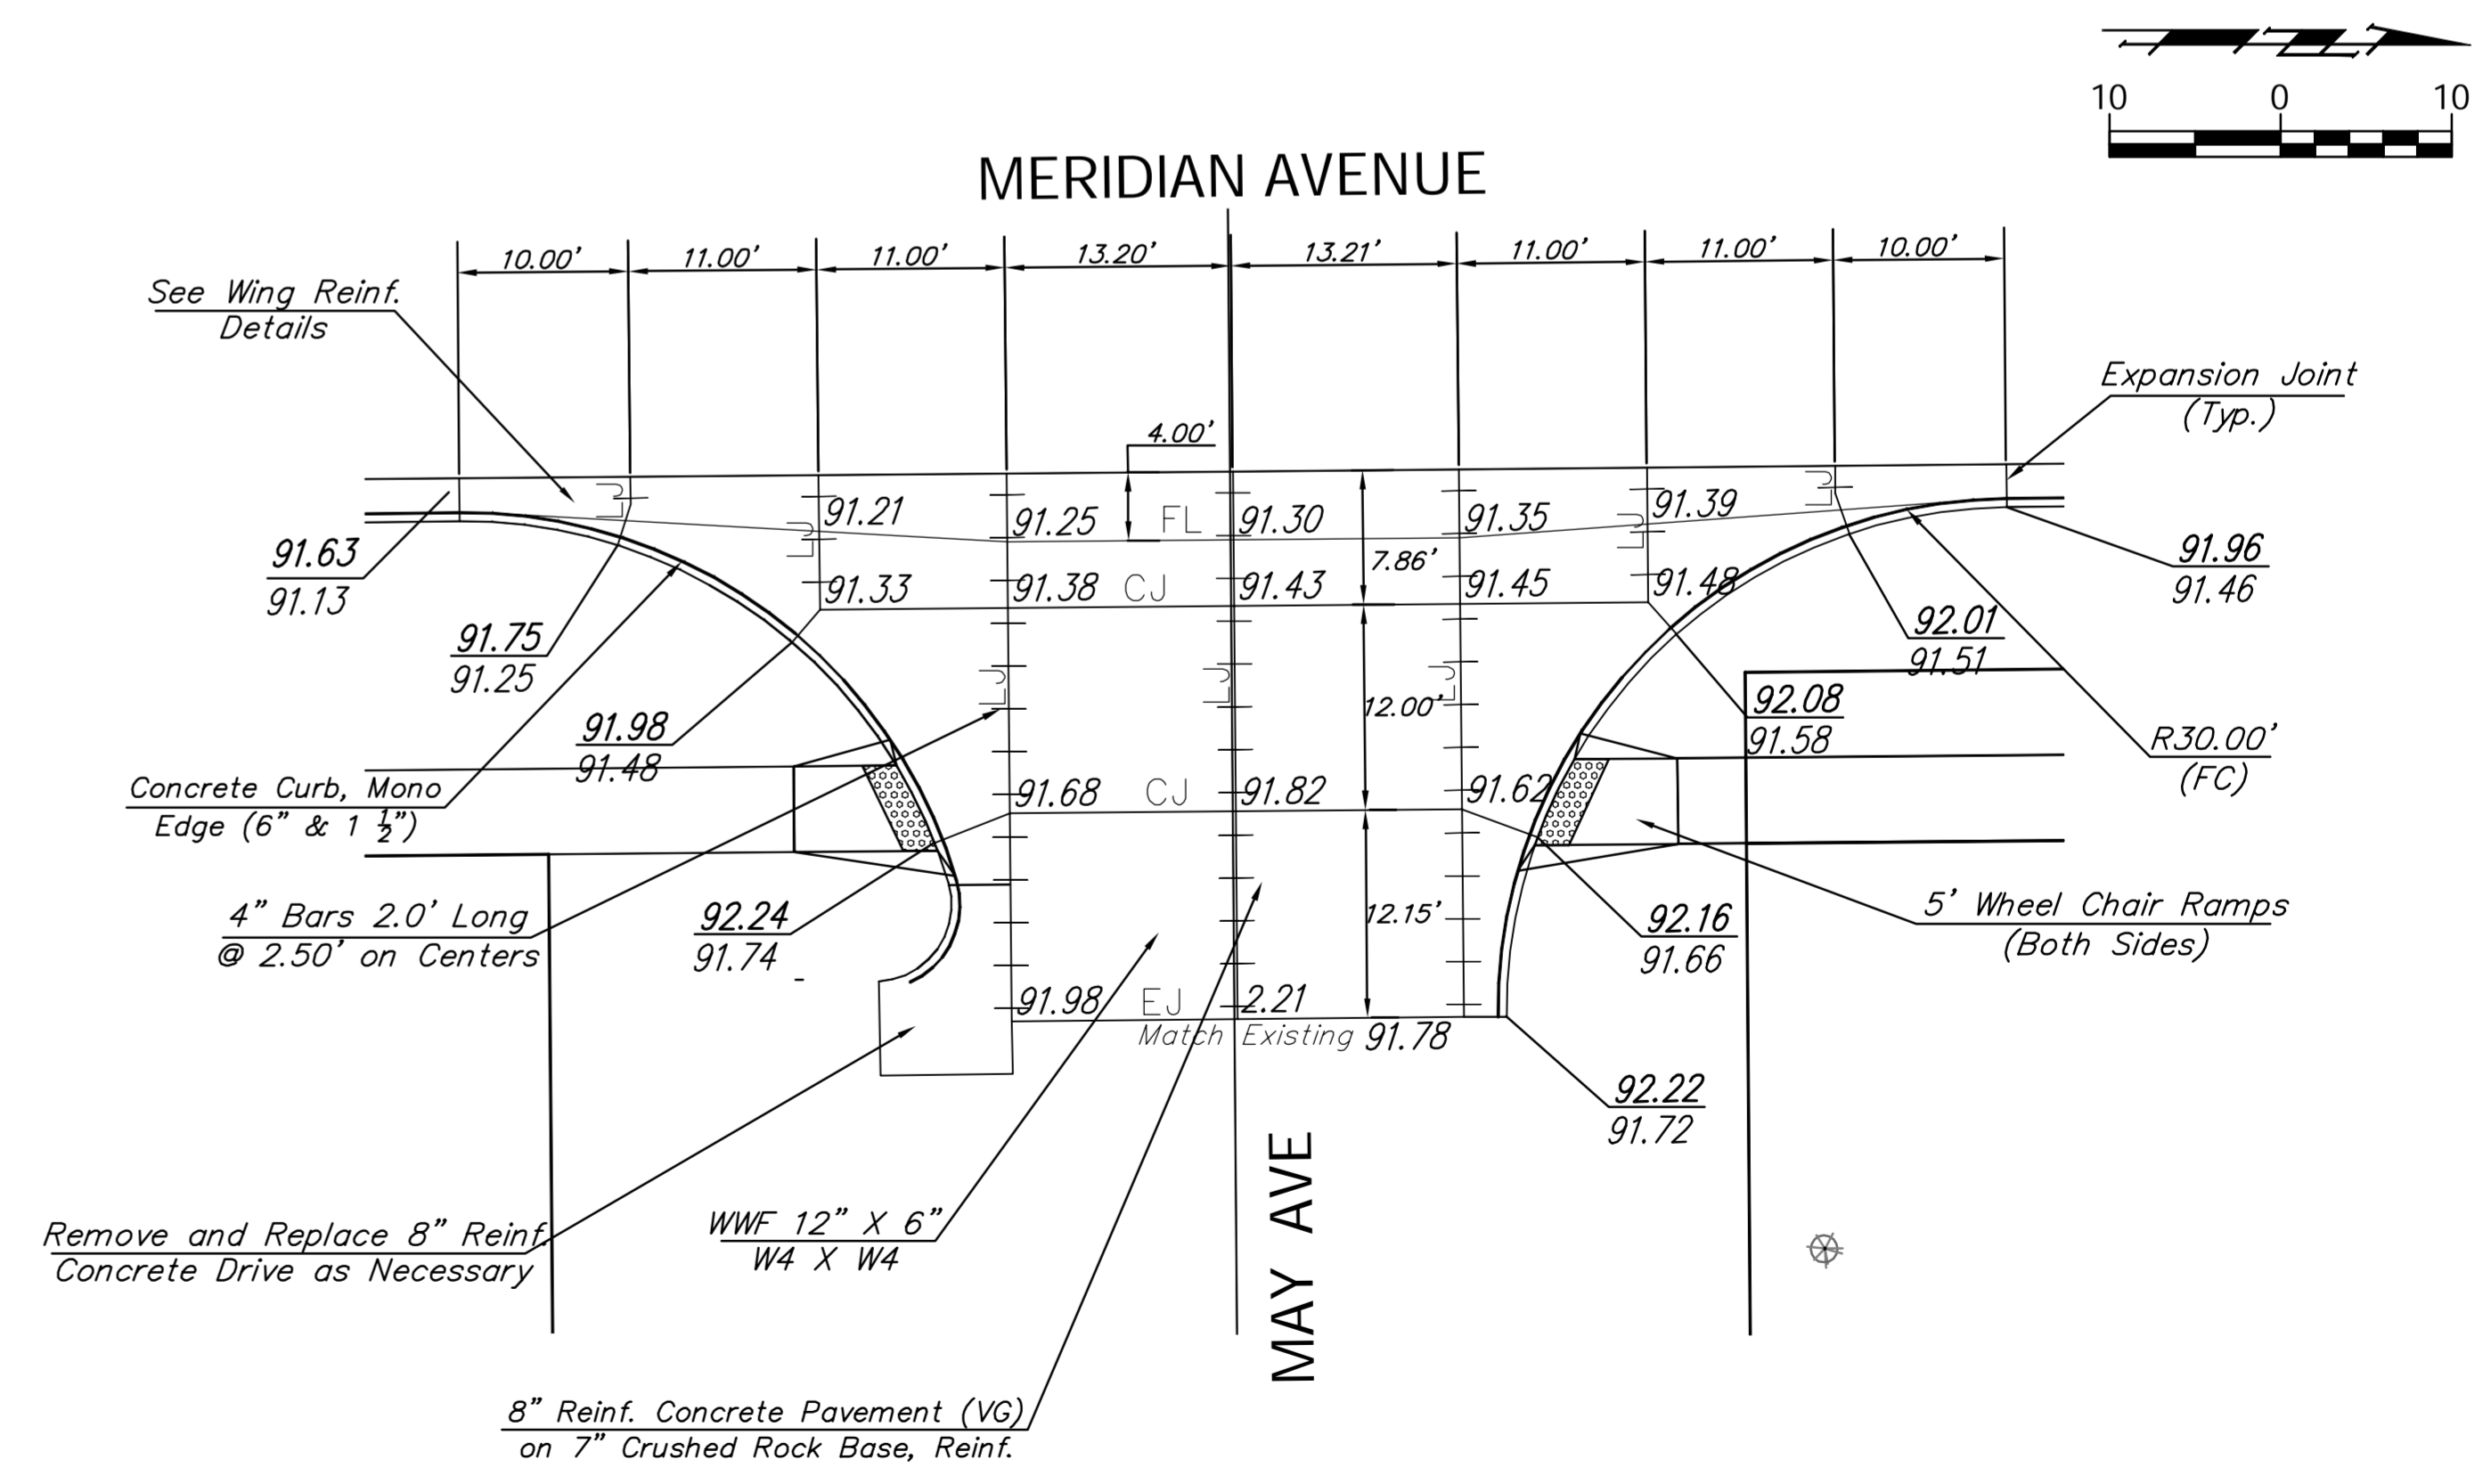 10 0 10
MERIDIAN AVENUE
10.00' 11.00' 11.00' 13.20' 13.21' 11.00' 11.00' 10.00'
See Wing Reinf.
Details
Expansion Joint
(Typ.)
4.00'
91.21 91.25 FL 91.30 91.35 91.39
7.86'
91.33 91.38 CJ 91.43 91.45 91.48
91.63
91.13
91.96
91.46
91.75
91.25
92.01
91.51
LJ LJ LJ LJ LJ LJ LJ
12.00'
91.98
91.48
92.08
91.58
R30.00'
(FC)
Concrete Curb, Mono
Edge (6" & 1 1/2")
91.68 CJ 91.82 91.62
4" Bars 2.0' Long
@ 2.50' on Centers
92.24
91.74
12.15'
92.16
91.66
5' Wheel Chair Ramps
(Both Sides)
91.98 EJ 2.21
Match Existing 91.78
92.22
91.72
Remove and Replace 8" Reinf.
Concrete Drive as Necessary
WWF 12" X 6"
W4 X W4
MAY AVE
8" Reinf. Concrete Pavement (VG)
on 7" Crushed Rock Base, Reinf.